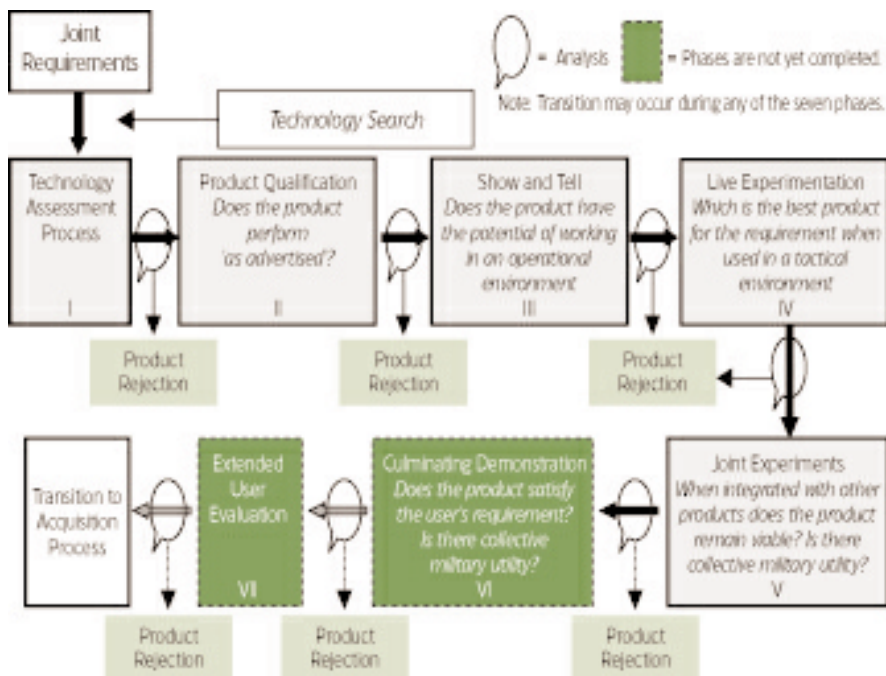 Joint
Requirements
= Analysis
= Phases are not yet completed.
Note: Transition may occur during any of the seven phases.
Technology Search
Technology
Assessment
Process
I
Product Qualification
Does the product
perform
'as advertised'?
II
Show and Tell
Does the product have
the potential of working
in an operational
environment
III
Live Experimentation
Which is the best product
for the requirement when
used in a tactical
environment
IV
Product
Rejection
Product
Rejection
Product
Rejection
Transition to
Acquisition
Process
Extended
User
Evaluation
VII
Culminating Demonstration
Does the product satisfy
the user's requirement?
Is there collective
military utility?
VI
Joint Experiments
When integrated with other
products does the product
remain viable? Is there
collective military utility?
V
Product
Rejection
Product
Rejection
Product
Rejection